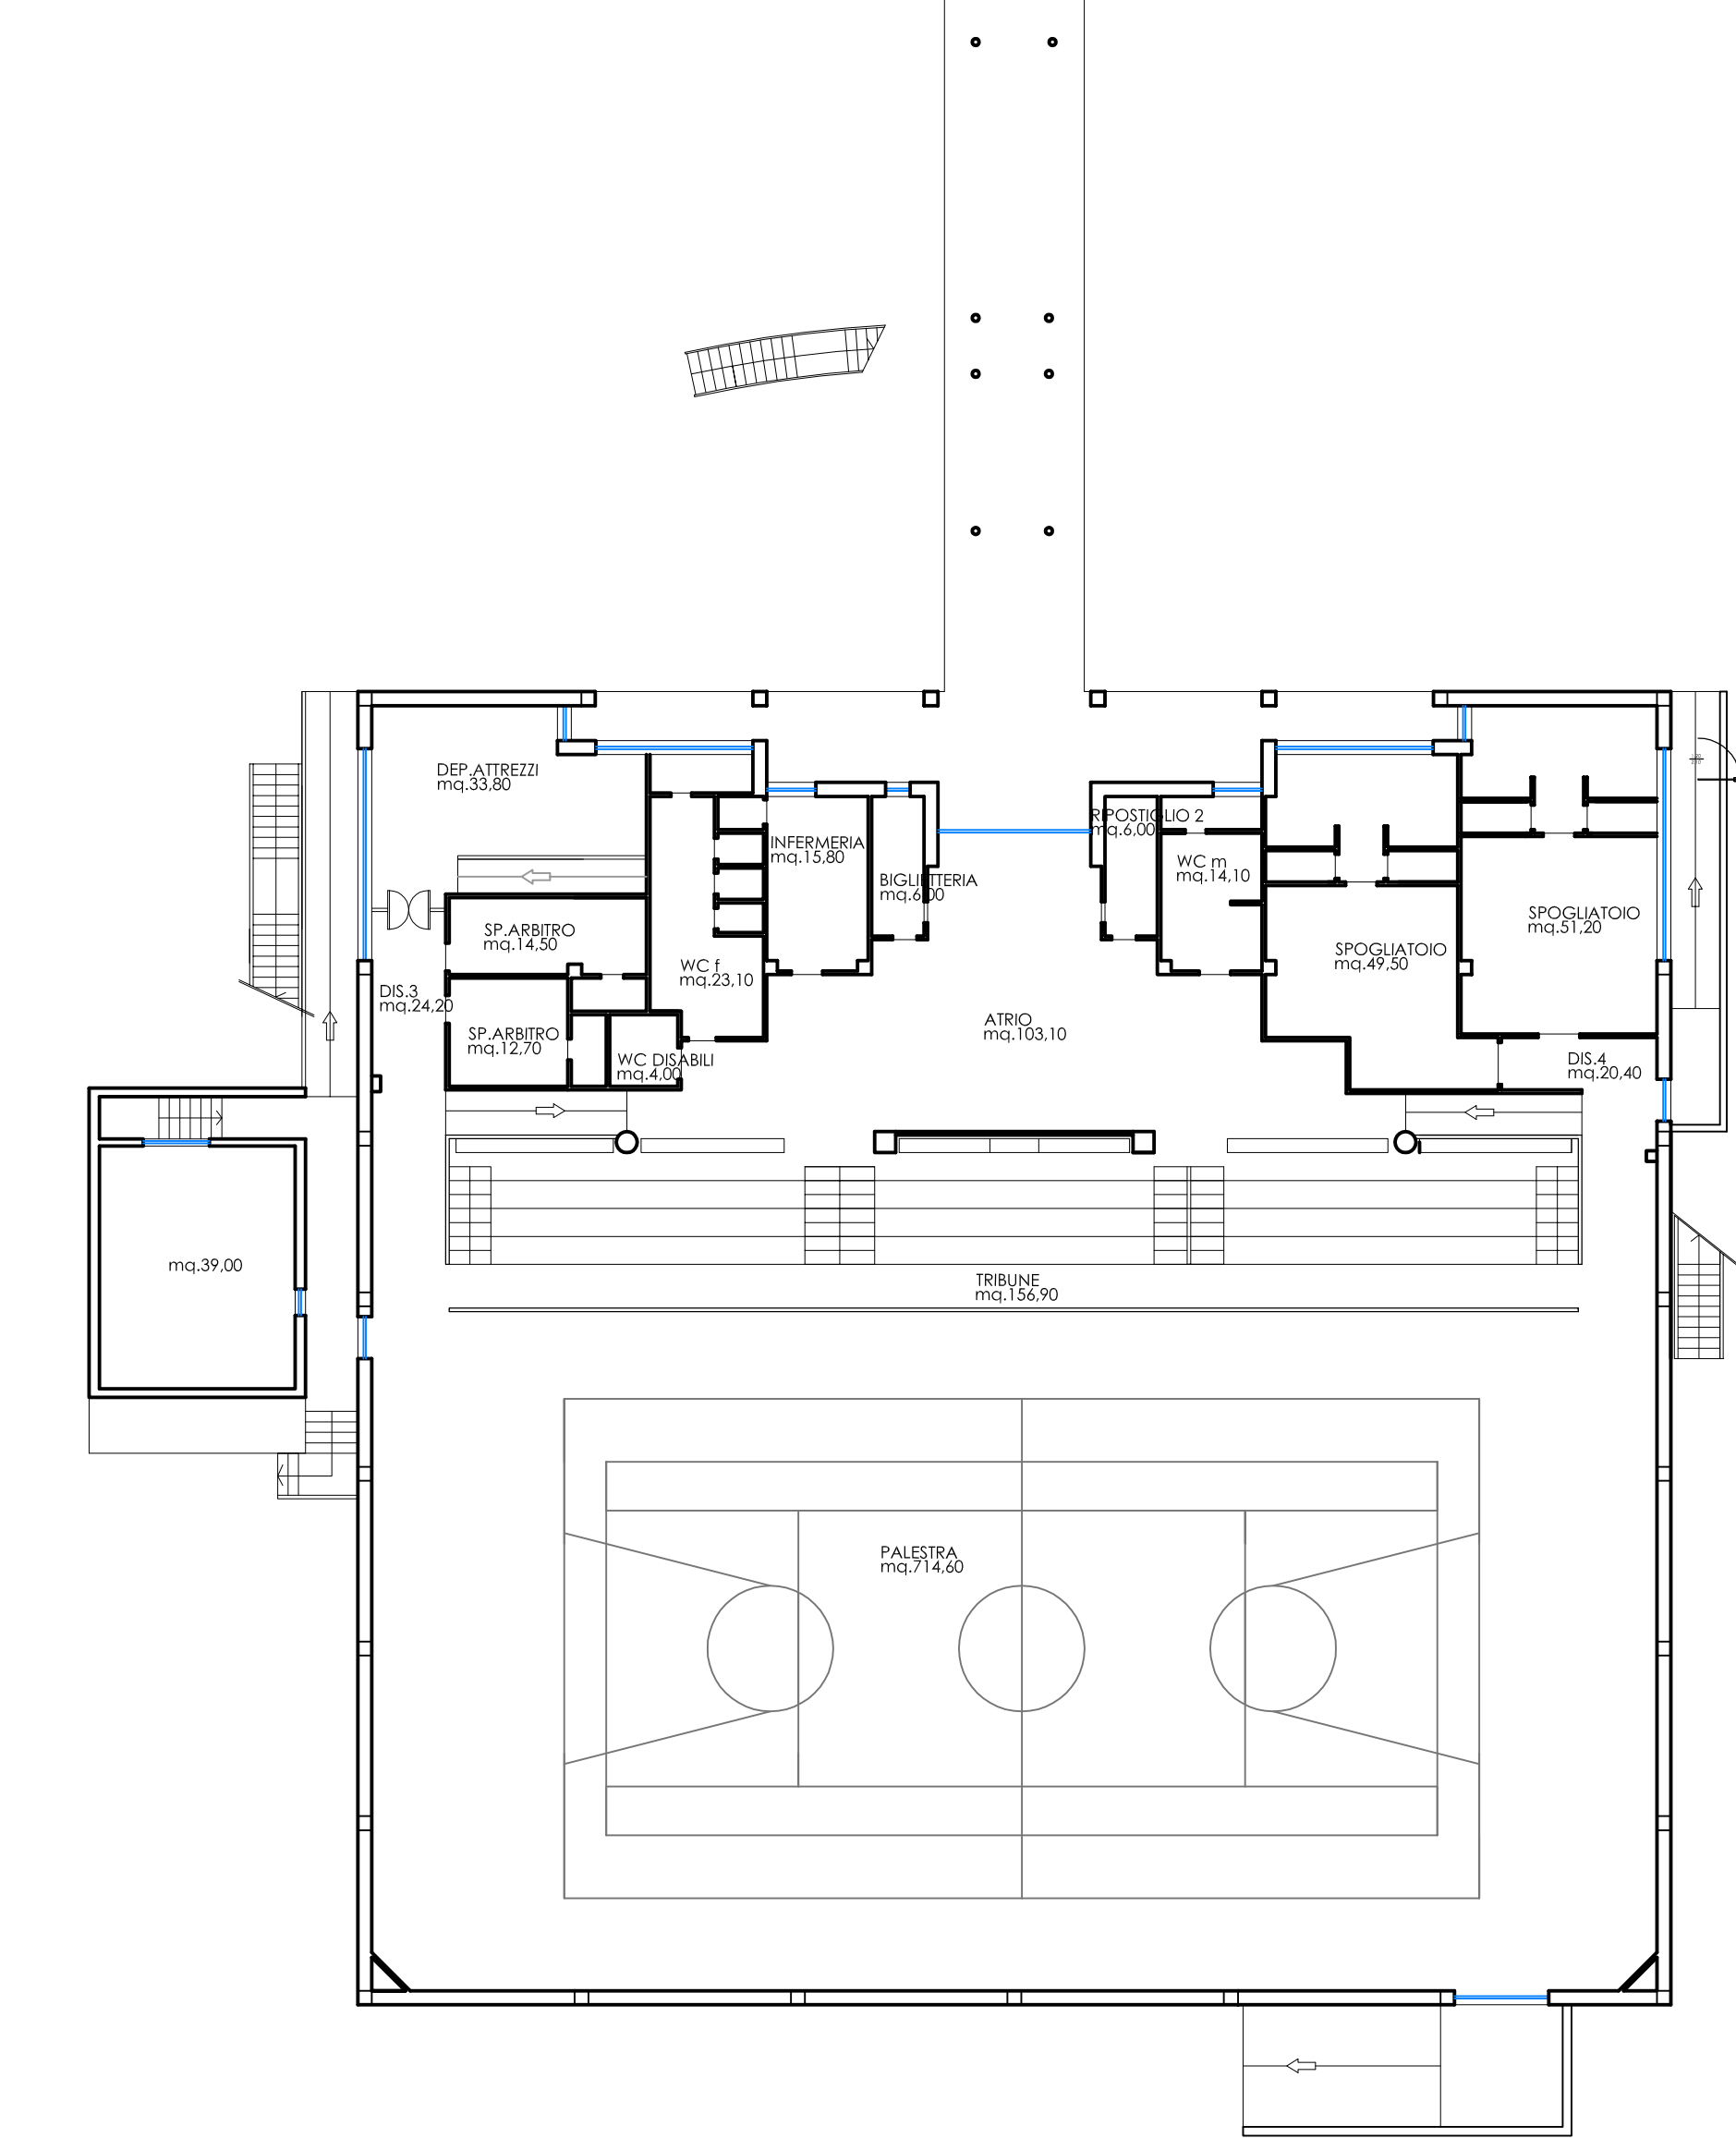 DEP.ATTREZZI
mq.33,80
RIPOSTIGLIO 2
mq.6,00
INFERMERIA
mq.15,80
WC m
mq.14,10
BIGLIETTERIA
mq.6,00
SPOGLIATOIO
mq.51,20
SP.ARBITRO
mq.14,50
SPOGLIATOIO
mq.49,50
WC f
mq.23,10
DIS.3
mq.24,20
ATRIO
mq.103,10
SP.ARBITRO
mq.12,70
WC DISABILI
mq.4,00
DIS.4
mq.20,40
mq.39,00
TRIBUNE
mq.156,90
PALESTRA
mq.714,60